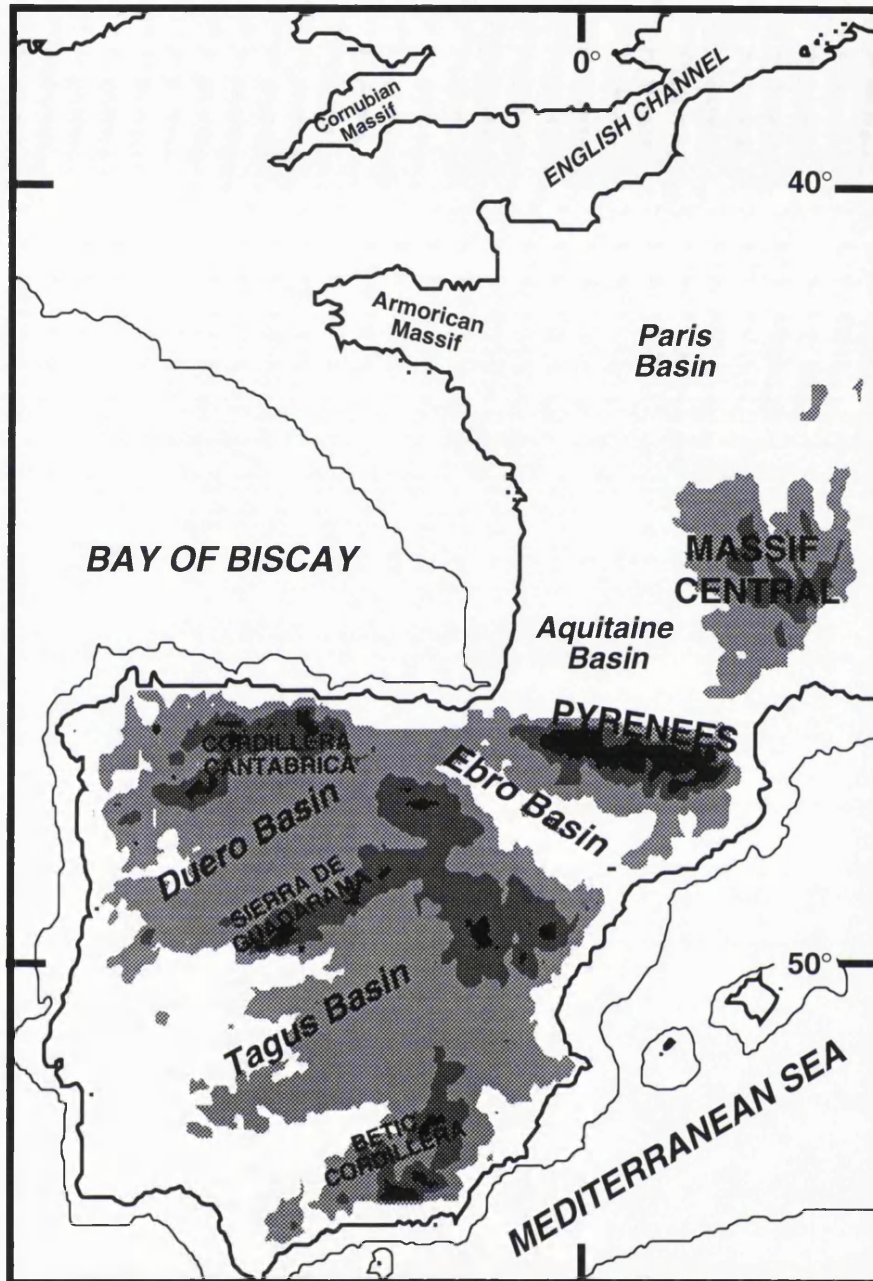 0°
Cornubian
Massif
ENGLISH CHANNEL
40°
Armorican
Massif
Paris
Basin
BAY OF BISCAY
MASSIF
CENTRAL
Aquitaine
Basin
PYRENEES
CORDILLERA
CANTABRICA
Ebro Basin
Duero Basin
SIERRA DE
GUADARAMA
50°
Tagus Basin
BETIC
CORDILLERA
MEDITERRANEAN SEA